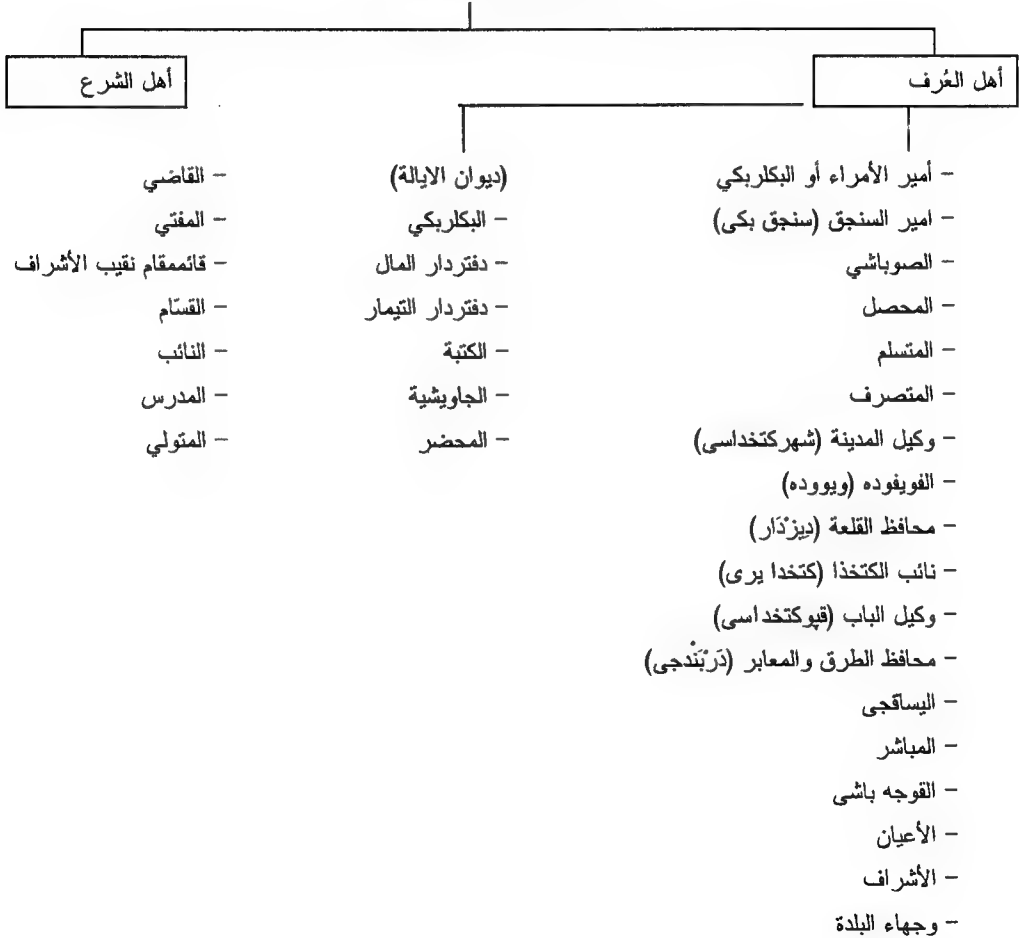 أهل العُرف
– أمير الأمراء أو البكلربكي
– امير السنجق (سنجق بكى)
– الصوباشي
– المحصل
– المتسلم
– المتصرف
– وكيل المدينة (شهركتخداسى)
– الفويفوده (ويووده)
– محافظ القلعة (دِيزْدَار)
– نائب الكتخذا (كتخدا يرى)
– وكيل الباب (قپوكتخداسى)
– محافظ الطرق والمعابر (دَرْبَنْدجى)
– اليساقجى
– المباشر
– القوجه باشى
– الأعيان
– الأشراف
– وجهاء البلدة
(ديوان الايالة)
– البكلربكي
– دفتردار المال
– دفتردار التيمار
– الكتبة
– الجاويشية
– المحضر
أهل الشرع
– القاضي
– المفتي
– قائممقام نقيب الأشراف
– القسّام
– النائب
– المدرس
– المتولي